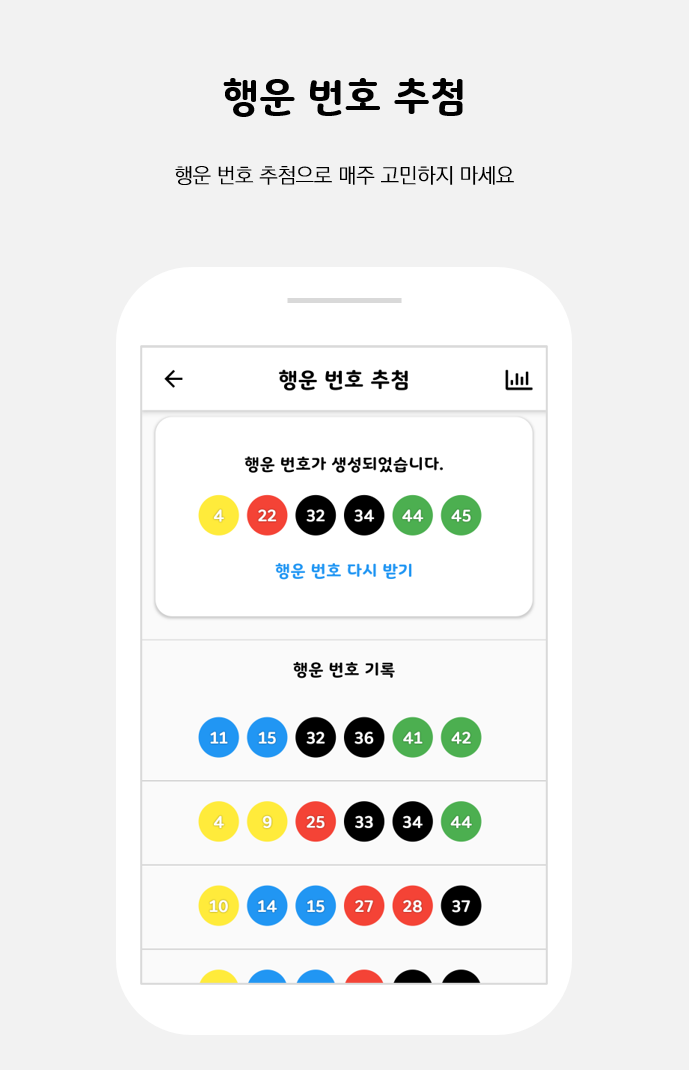 행운 번호 추첨
행운 번호 추첨으로 매주 고민하지 마세요
행운 번호 추첨
행운 번호가 생성되었습니다.
4 22 32 34 44 45
행운 번호 다시 받기
행운 번호 기록
11 15 32 36 41 42
4 9 25 33 34 44
10 14 15 27 28 37